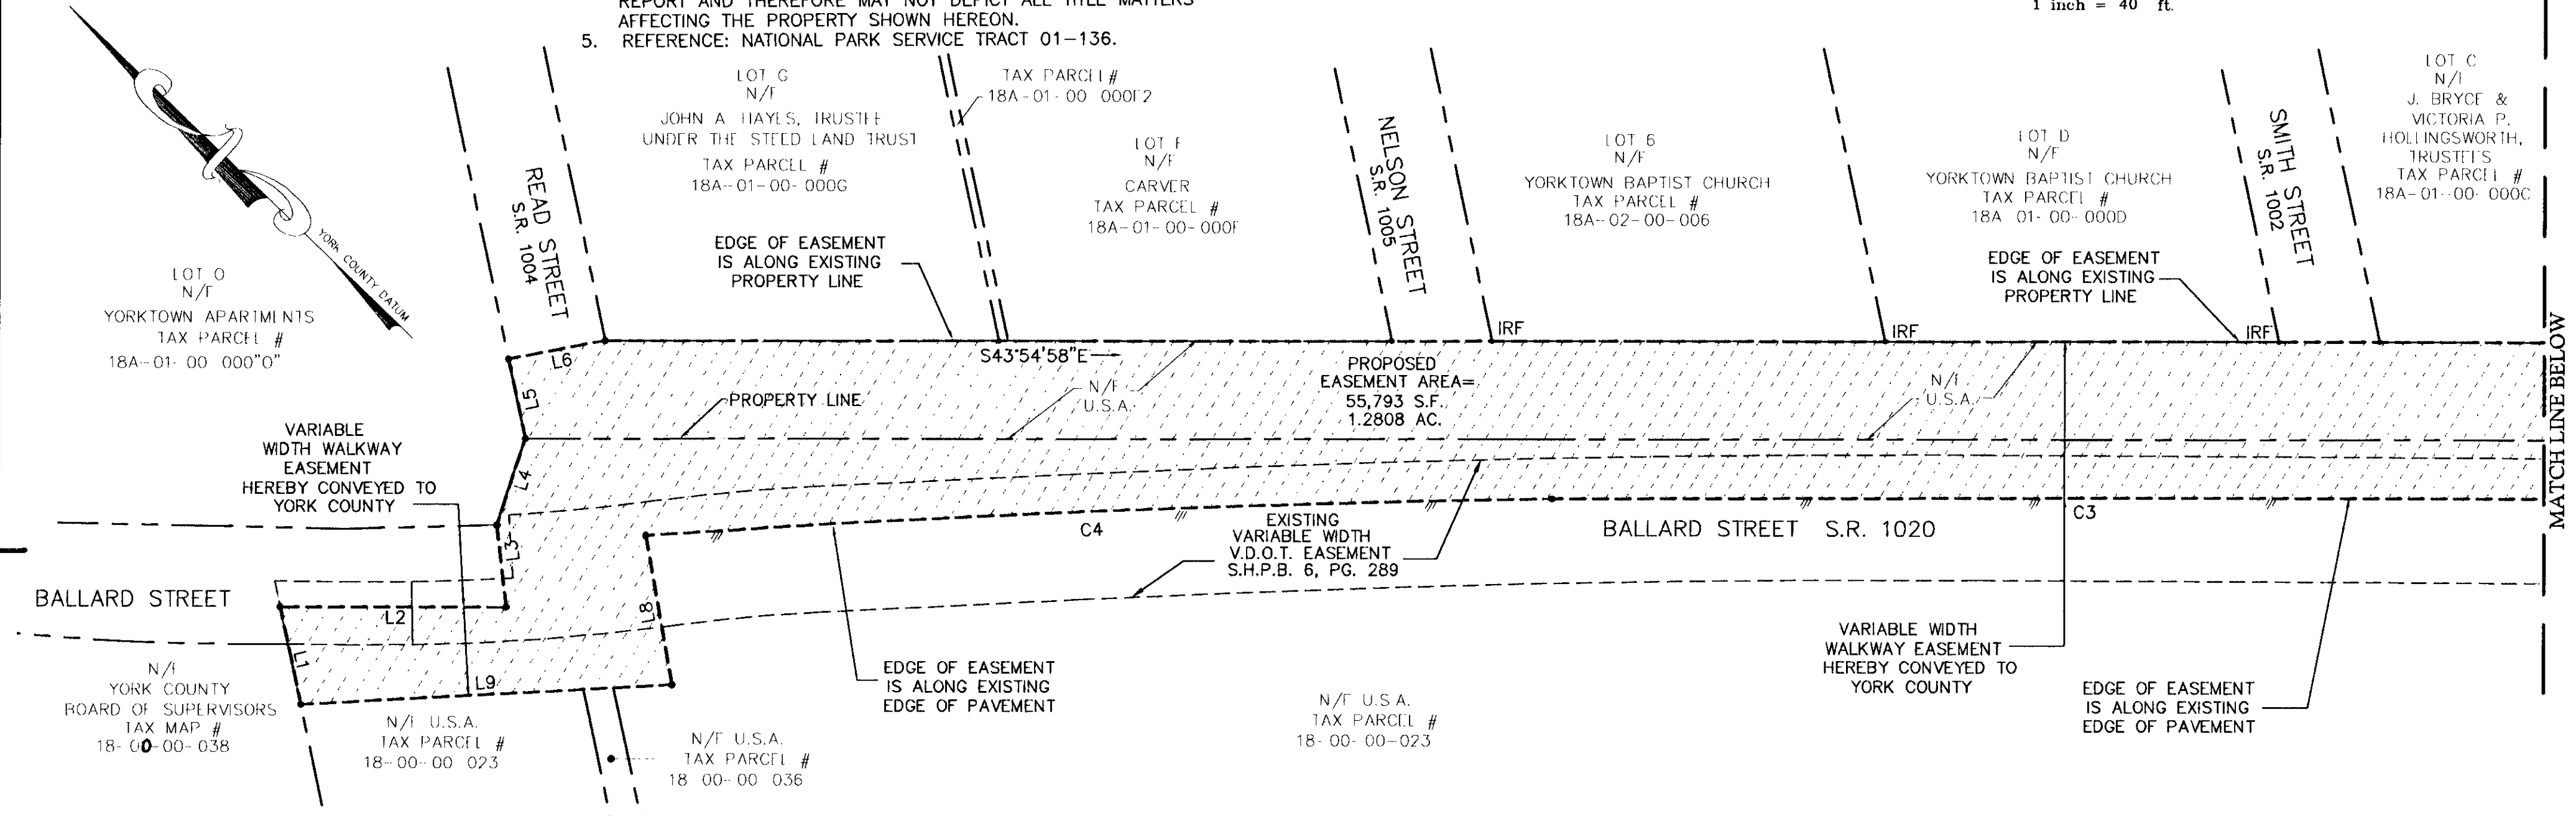 REPORT AND THEREFORE MAY NOT DEPICT ALL TITLE MATTERS
AFFECTING THE PROPERTY SHOWN HEREON.
5. REFERENCE: NATIONAL PARK SERVICE TRACT 01-136.
1 inch = 40 ft.
YORK COUNTY DATUM
LOT O
N/F
YORKTOWN APARTMENTS
TAX PARCEL #
18A-01-00 000"O"
READ STREET
S.R. 1004
LOT G
N/F
JOHN A HAYES, TRUSTEE
UNDER THE STEED LAND TRUST
TAX PARCEL #
18A-01-00-000G
TAX PARCEL #
18A-01-00 000F2
LOT F
N/F
CARVER
TAX PARCEL #
18A-01-00-000F
NELSON STREET
S.R. 1005
LOT 6
N/F
YORKTOWN BAPTIST CHURCH
TAX PARCEL #
18A-02-00-006
LOT D
N/F
YORKTOWN BAPTIST CHURCH
TAX PARCEL #
18A 01-00-000D
SMITH STREET
S.R. 1002
LOT C
N/F
J. BRYCE &
VICTORIA P.
HOLLINGSWORTH,
TRUSTEES
TAX PARCEL #
18A-01-00-000C
EDGE OF EASEMENT
IS ALONG EXISTING
PROPERTY LINE
EDGE OF EASEMENT
IS ALONG EXISTING
PROPERTY LINE
IRF
IRF
IRF
L6
L5
S43°54'58"E
N/F
U.S.A.
PROPOSED
EASEMENT AREA=
55,793 S.F.
1.2808 AC.
N/F
U.S.A.
PROPERTY LINE
MATCH LINE BELOW
VARIABLE
WIDTH WALKWAY
EASEMENT
HEREBY CONVEYED TO
YORK COUNTY
L4
L3
C4
EXISTING
VARIABLE WIDTH
V.D.O.T. EASEMENT
S.H.P.B. 6, PG. 289
BALLARD STREET S.R. 1020
C3
BALLARD STREET
L2
L8
L1
L9
N/F
YORK COUNTY
BOARD OF SUPERVISORS
TAX MAP #
18-00-00-038
N/F U.S.A.
TAX PARCEL #
18-00-00 023
N/F U.S.A.
TAX PARCEL #
18 00-00 036
EDGE OF EASEMENT
IS ALONG EXISTING
EDGE OF PAVEMENT
N/F U.S.A.
TAX PARCEL #
18-00-00-023
VARIABLE WIDTH
WALKWAY EASEMENT
HEREBY CONVEYED TO
YORK COUNTY
EDGE OF EASEMENT
IS ALONG EXISTING
EDGE OF PAVEMENT